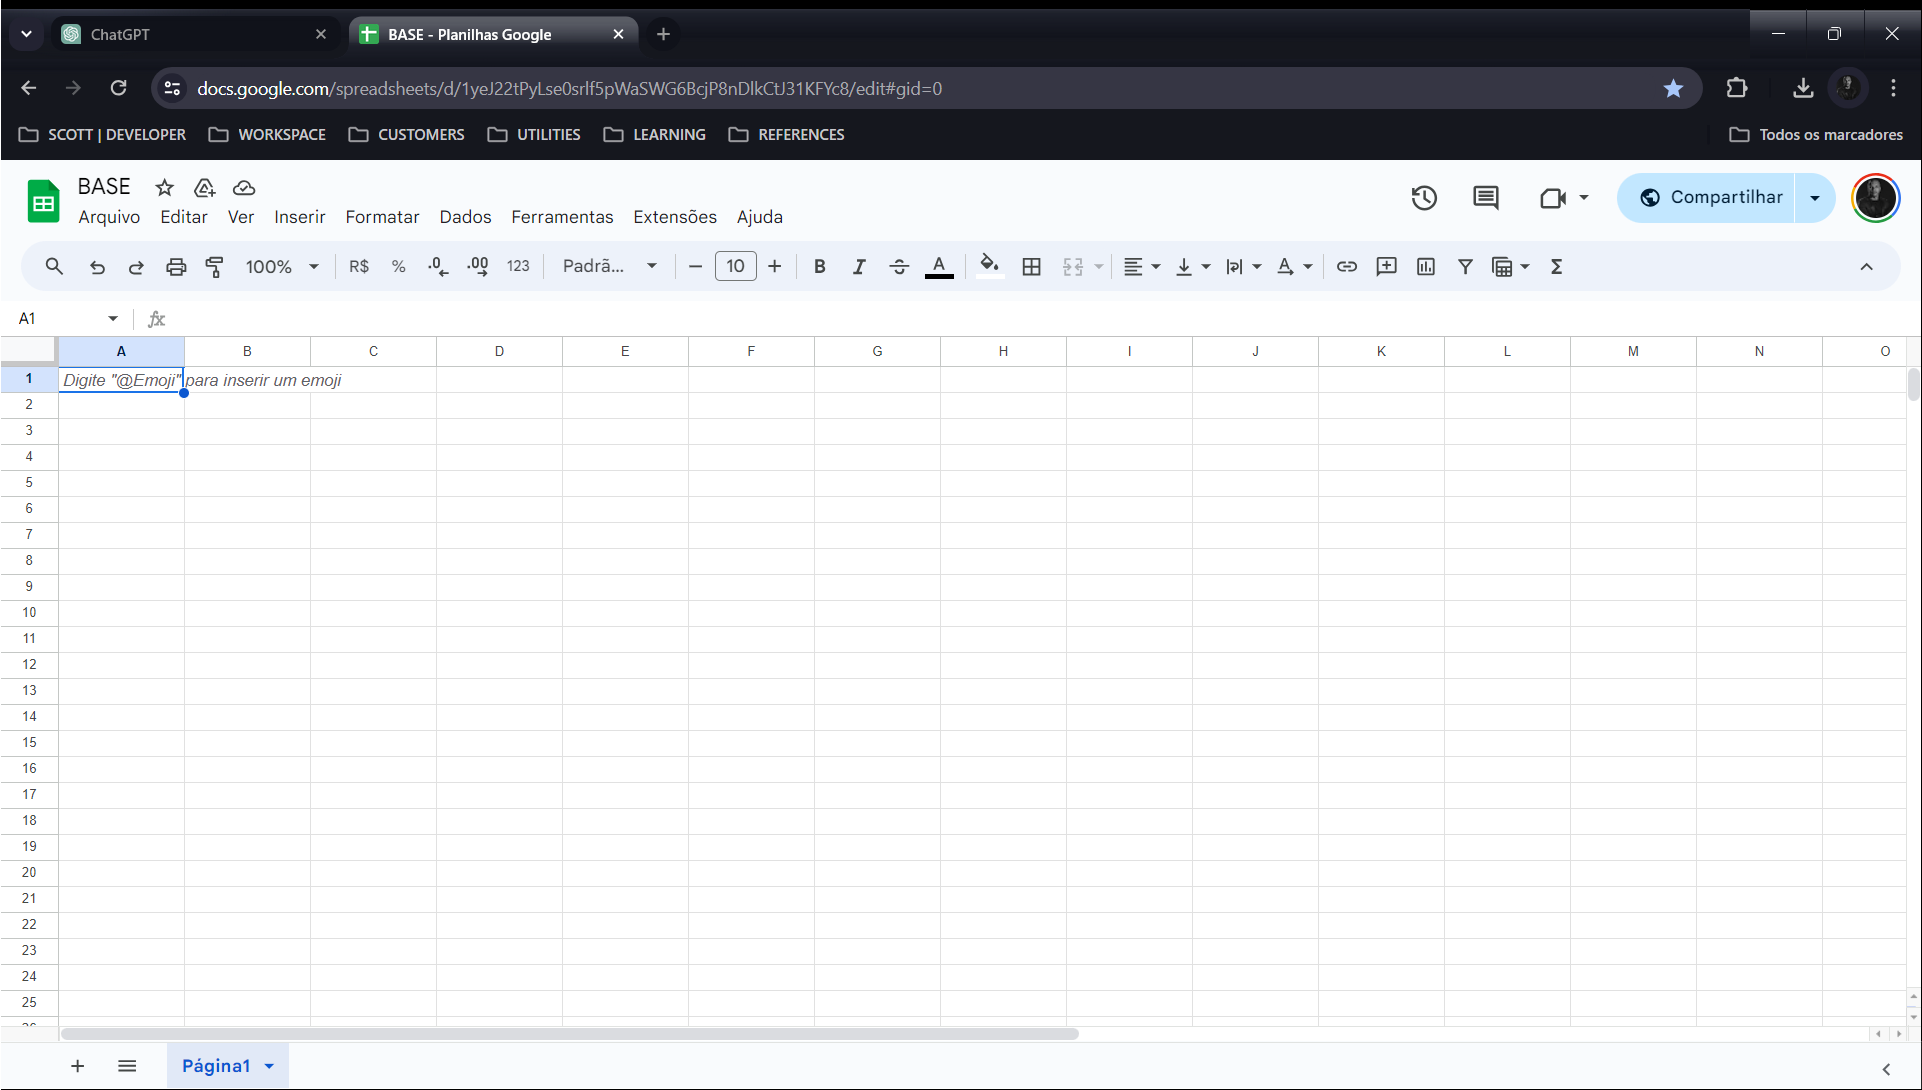 ChatGPT
BASE - Planilhas Google
docs.google.com/spreadsheets/d/1yeJ22tPyLse0srlf5pWaSWG6BcjP8nDlkCtJ31KFYc8/edit#gid=0
SCOTT | DEVELOPER WORKSPACE CUSTOMERS UTILITIES LEARNING REFERENCES Todos os marcadores
BASE
Arquivo Editar Ver Inserir Formatar Dados Ferramentas Extensões Ajuda
Compartilhar
100% R$ % .0 .00 123 Padrã... 10 B I A A Σ
A1 fx
A B C D E F G H I J K L M N O
1 Digite "@Emoji" para inserir um emoji
2
3
4
5
6
7
8
9
10
11
12
13
14
15
16
17
18
19
20
21
22
23
24
25
26
Página1